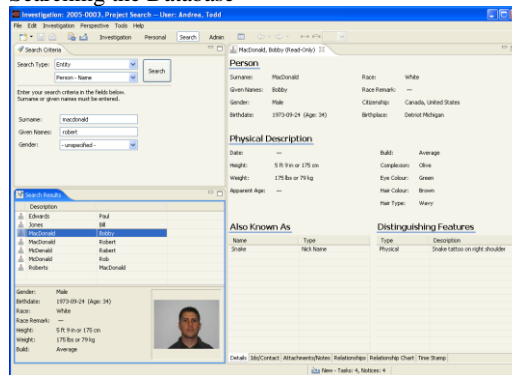 Searching the Database
Investigation: 2005-0003, Project Search -- User: Andrea, Todd
File Edit Investigation Perspective Tools Help
Investigation Personal Search Admin
Search Criteria
Search Type: Entity
Person - Name
Search
Enter your search criteria in the fields below.
Surname or given names must be entered.
Surname: macdonald
Given Names: robert
Gender: - unspecified -
Search Results
Description
Edwards Paul
Jones Bill
MacDonald Bobby
MacDonald Robert
McDonald Robert
McDonald Rob
Roberts MacDonald
Gender: Male
Birthdate: 1973-09-24 (Age: 34)
Race: White
Race Remark: —
Height: 5 ft 9 in or 175 cm
Weight: 175 lbs or 79 kg
Build: Average
MacDonald, Bobby (Read-Only)
Person
Surname: MacDonald Race: White
Given Names: Bobby Race Remark: —
Gender: Male Citizenship: Canada, United States
Birthdate: 1973-09-24 (Age: 34) Birthplace: Detroit Michigan
Physical Description
Date: — Build: Average
Height: 5 ft 9 in or 175 cm Complexion: Olive
Weight: 175 lbs or 79 kg Eye Colour: Green
Apparent Age: — Hair Colour: Brown
Hair Type: Wavy
Also Known As Distinguishing Features
Name Type Type Description
Snake Nick Name Physical Snake tattoo on right shoulder
Details Ids/Contact Attachments/Notes Relationships Relationship Chart Time Stamp
New - Tasks: 4, Notices: 4